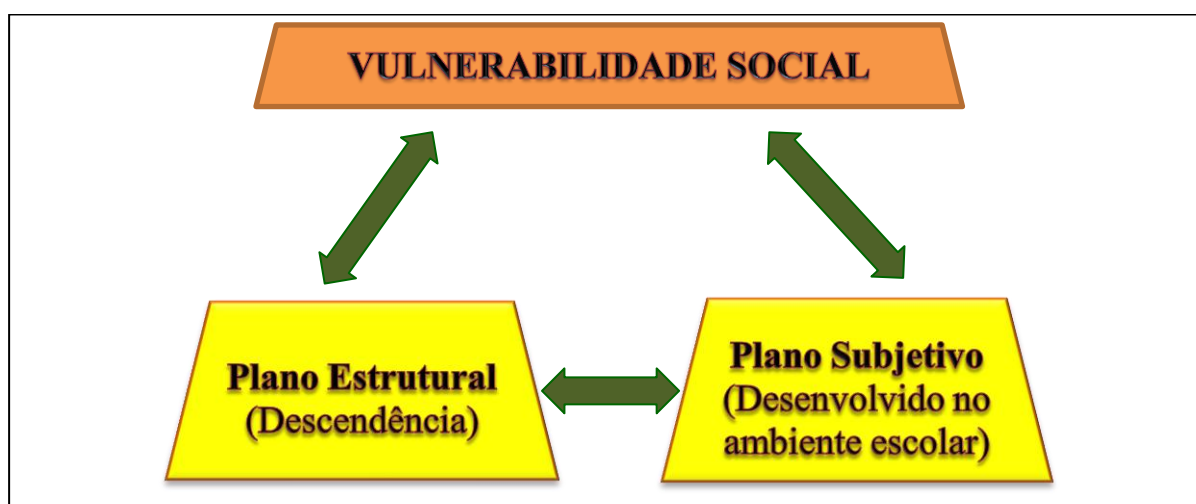 VULNERABILIDADE SOCIAL
Plano Estrutural
(Descendência)
Plano Subjetivo
(Desenvolvido no
ambiente escolar)